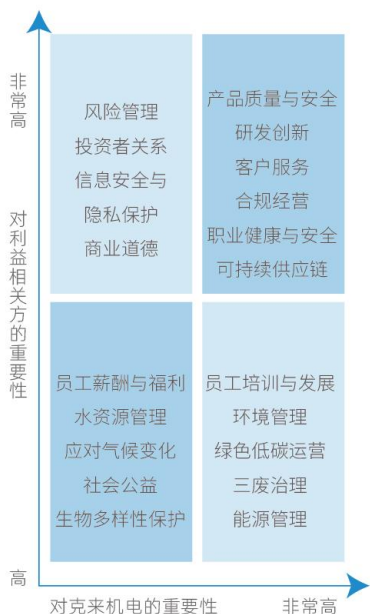 非常高
对利益相关方的重要性
高
风险管理
投资者关系
信息安全与
隐私保护
商业道德
产品质量与安全
研发创新
客户服务
合规经营
职业健康与安全
可持续供应链
员工薪酬与福利
水资源管理
应对气候变化
社会公益
生物多样性保护
员工培训与发展
环境管理
绿色低碳运营
三废治理
能源管理
对克来机电的重要性
非常高